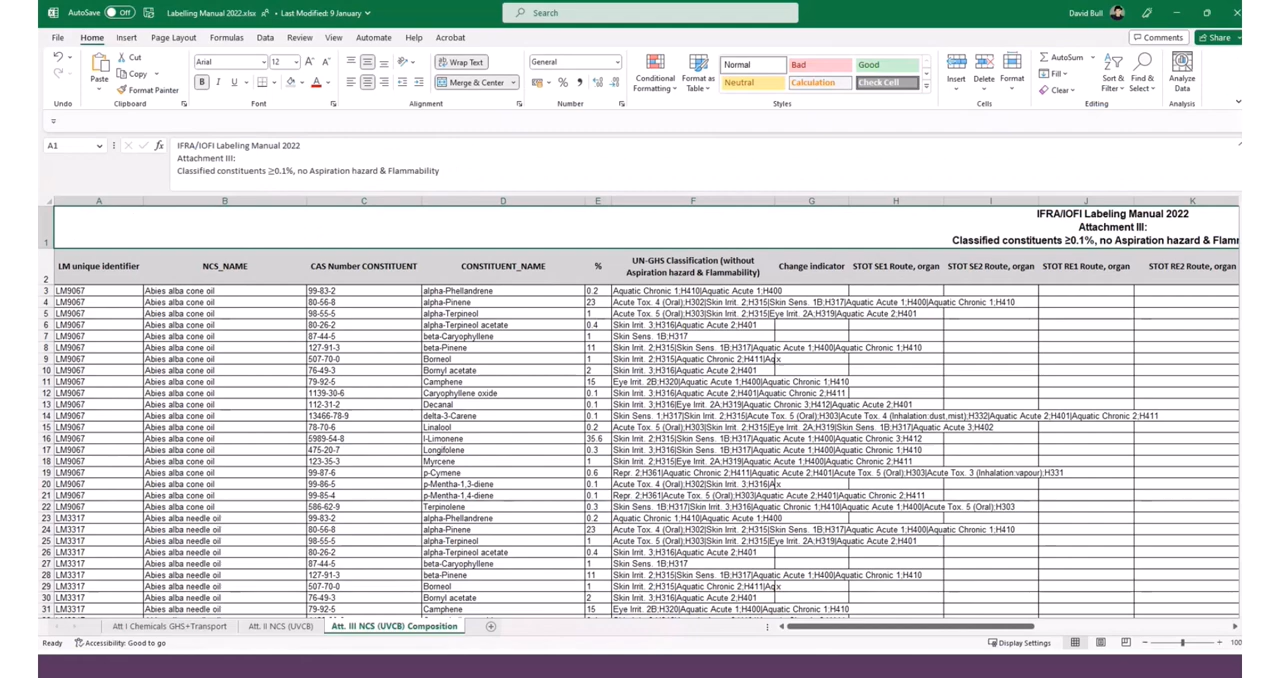 AutoSave Off Labelling Manual 2022.xlsx • Last Modified: 9 January Search David Bull
File Home Insert Page Layout Formulas Data Review View Automate Help Acrobat Comments Share
Paste Cut Copy Format Painter Arial 12 B I U Wrap Text Merge & Center General Conditional Formatting Format as Table Normal Bad Good Neutral Calculation Check Cell Insert Delete Format AutoSum Fill Clear Sort & Filter Find & Select Analyze Data
Undo Clipboard Font Alignment Number Styles Cells Editing Analysis
A1 fx IFRA/IOFI Labeling Manual 2022
Attachment III:
Classified constituents ≥0.1%, no Aspiration hazard & Flammability
A B C D E F G H I J K
IFRA/IOFI Labeling Manual 2022
Attachment III:
1 Classified constituents ≥0.1%, no Aspiration hazard & Flamm
2 LM unique identifier NCS_NAME CAS Number CONSTITUENT CONSTITUENT_NAME % UN-GHS Classification (without Aspiration hazard & Flammability) Change indicator STOT SE1 Route, organ STOT SE2 Route, organ STOT RE1 Route, organ STOT RE2 Route, organ
3 LM9067 Abies alba cone oil 99-83-2 alpha-Phellandrene 0.2 Aquatic Chronic 1;H410|Aquatic Acute 1;H400
4 LM9067 Abies alba cone oil 80-56-8 alpha-Pinene 23 Acute Tox. 4 (Oral);H302|Skin Irrit. 2;H315|Skin Sens. 1B;H317|Aquatic Acute 1;H400|Aquatic Chronic 1;H410
5 LM9067 Abies alba cone oil 98-55-5 alpha-Terpineol 1 Acute Tox. 5 (Oral);H303|Skin Irrit. 2;H315|Eye Irrit. 2A;H319|Aquatic Acute 2;H401
6 LM9067 Abies alba cone oil 80-26-2 alpha-Terpineol acetate 0.4 Skin Irrit. 3;H316|Aquatic Acute 2;H401
7 LM9067 Abies alba cone oil 87-44-5 beta-Caryophyllene 1 Skin Sens. 1B;H317
8 LM9067 Abies alba cone oil 127-91-3 beta-Pinene 11 Skin Irrit. 2;H315|Skin Sens. 1B;H317|Aquatic Acute 1;H400|Aquatic Chronic 1;H410
9 LM9067 Abies alba cone oil 507-70-0 Borneol 1 Skin Irrit. 2;H315|Aquatic Chronic 2;H411|Aq x
10 LM9067 Abies alba cone oil 76-49-3 Bornyl acetate 2 Skin Irrit. 3;H316|Aquatic Acute 2;H401
11 LM9067 Abies alba cone oil 79-92-5 Camphene 15 Eye Irrit. 2B;H320|Aquatic Acute 1;H400|Aquatic Chronic 1;H410
12 LM9067 Abies alba cone oil 1139-30-6 Caryophyllene oxide 0.1 Skin Irrit. 3;H316|Aquatic Acute 2;H401|Aquatic Chronic 2;H411
13 LM9067 Abies alba cone oil 112-31-2 Decanal 0.1 Skin Irrit. 3;H316|Eye Irrit. 2A;H319|Aquatic Chronic 3;H412|Aquatic Acute 2;H401
14 LM9067 Abies alba cone oil 13466-78-9 delta-3-Carene 0.1 Skin Sens. 1;H317|Skin Irrit. 2;H315|Acute Tox. 5 (Oral);H303|Acute Tox. 4 (Inhalation:dust,mist);H332|Aquatic Acute 2;H401|Aquatic Chronic 2;H411
15 LM9067 Abies alba cone oil 78-70-6 Linalool 0.2 Acute Tox. 5 (Oral);H303|Skin Irrit. 2;H315|Eye Irrit. 2A;H319|Skin Sens. 1B;H317|Aquatic Acute 3;H402
16 LM9067 Abies alba cone oil 5989-54-8 l-Limonene 35.6 Skin Irrit. 2;H315|Skin Sens. 1B;H317|Aquatic Acute 1;H400|Aquatic Chronic 3;H412
17 LM9067 Abies alba cone oil 475-20-7 Longifolene 0.3 Skin Sens. 1B;H317|Aquatic Acute 1;H400|Aquatic Chronic 1;H410
18 LM9067 Abies alba cone oil 123-35-3 Myrcene 1 Skin Irrit. 2;H315|Eye Irrit. 2A;H319|Aquatic Acute 1;H400|Aquatic Chronic 2;H411
19 LM9067 Abies alba cone oil 99-87-6 p-Cymene 0.6 Repr. 2;H361|Aquatic Chronic 2;H411|Aquatic Acute 2;H401|Acute Tox. 5 (Oral);H303|Acute Tox. 3 (Inhalation:vapour);H331
20 LM9067 Abies alba cone oil 99-86-5 p-Mentha-1,3-diene 0.1 Acute Tox. 4 (Oral);H302|Skin Irrit. 3;H316|A x
21 LM9067 Abies alba cone oil 99-85-4 p-Mentha-1,4-diene 0.1 Repr. 2;H361|Acute Tox. 5 (Oral);H303|Aquatic Acute 2;H401|Aquatic Chronic 2;H411
22 LM9067 Abies alba cone oil 586-62-9 Terpinolene 0.3 Skin Sens. 1B;H317|Skin Irrit. 3;H316|Aquatic Chronic 1;H410|Aquatic Acute 1;H400|Acute Tox. 5 (Oral);H303
23 LM3317 Abies alba needle oil 99-83-2 alpha-Phellandrene 0.2 Aquatic Chronic 1;H410|Aquatic Acute 1;H400
24 LM3317 Abies alba needle oil 80-56-8 alpha-Pinene 23 Acute Tox. 4 (Oral);H302|Skin Irrit. 2;H315|Skin Sens. 1B;H317|Aquatic Acute 1;H400|Aquatic Chronic 1;H410
25 LM3317 Abies alba needle oil 98-55-5 alpha-Terpineol 1 Acute Tox. 5 (Oral);H303|Skin Irrit. 2;H315|Eye Irrit. 2A;H319|Aquatic Acute 2;H401
26 LM3317 Abies alba needle oil 80-26-2 alpha-Terpineol acetate 0.4 Skin Irrit. 3;H316|Aquatic Acute 2;H401
27 LM3317 Abies alba needle oil 87-44-5 beta-Caryophyllene 1 Skin Sens. 1B;H317
28 LM3317 Abies alba needle oil 127-91-3 beta-Pinene 11 Skin Irrit. 2;H315|Skin Sens. 1B;H317|Aquatic Acute 1;H400|Aquatic Chronic 1;H410
29 LM3317 Abies alba needle oil 507-70-0 Borneol 1 Skin Irrit. 2;H315|Aquatic Chronic 2;H411|Aq x
30 LM3317 Abies alba needle oil 76-49-3 Bornyl acetate 2 Skin Irrit. 3;H316|Aquatic Acute 2;H401
31 LM3317 Abies alba needle oil 79-92-5 Camphene 15 Eye Irrit. 2B;H320|Aquatic Acute 1;H400|Aquatic Chronic 1;H410
Att I Chemicals GHS+Transport Att. II NCS (UVCB) Att. III NCS (UVCB) Composition
Ready Accessibility: Good to go Display Settings 100